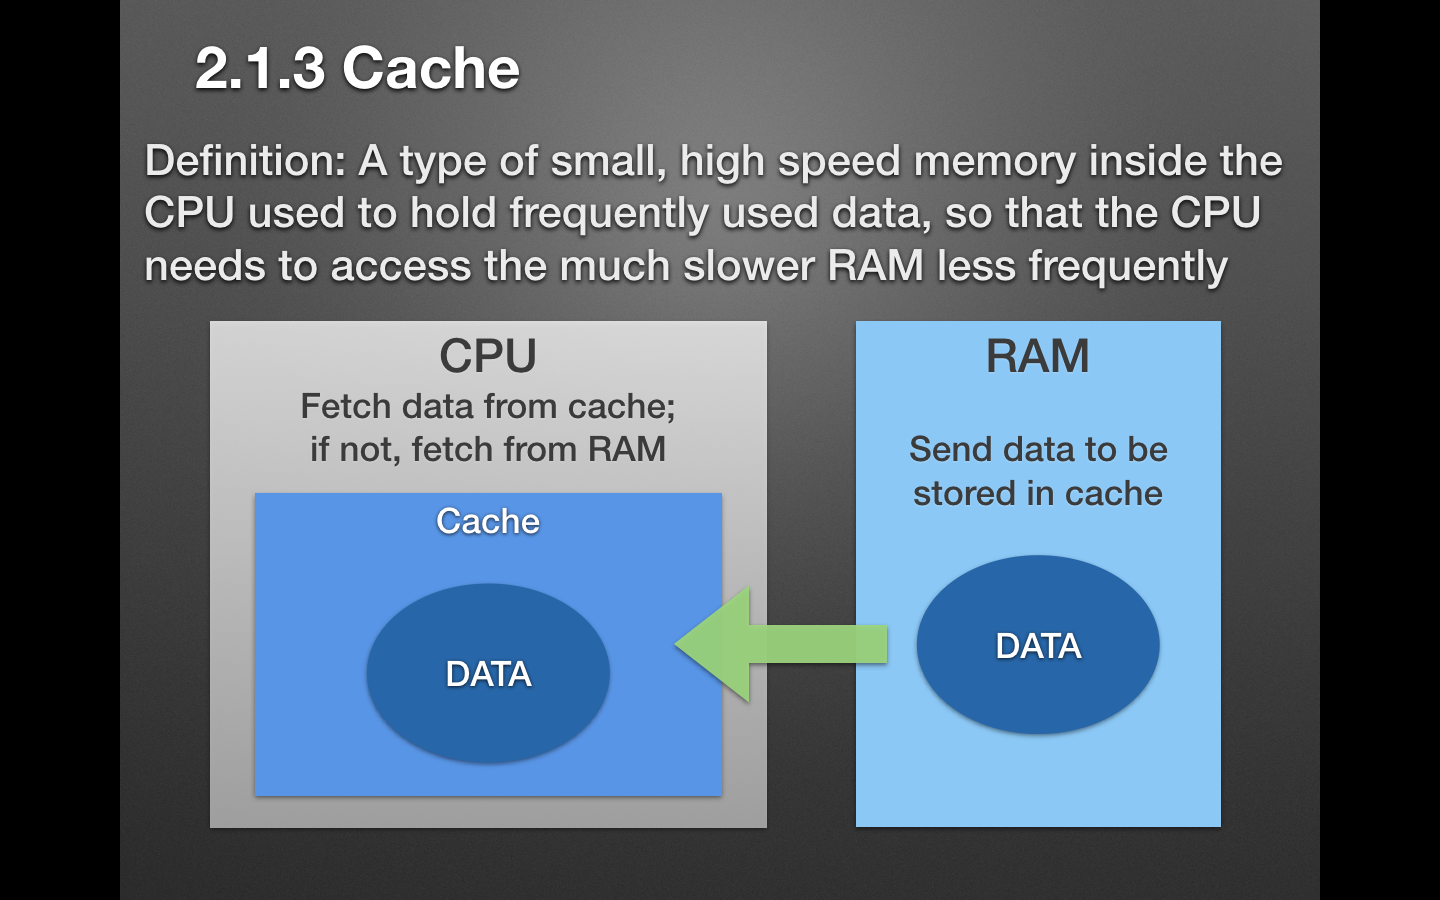 2.1.3 Cache
Definition: A type of small, high speed memory inside the
CPU used to hold frequently used data, so that the CPU
needs to access the much slower RAM less frequently
CPU
Fetch data from cache;
if not, fetch from RAM
Cache
DATA
RAM
Send data to be
stored in cache
DATA